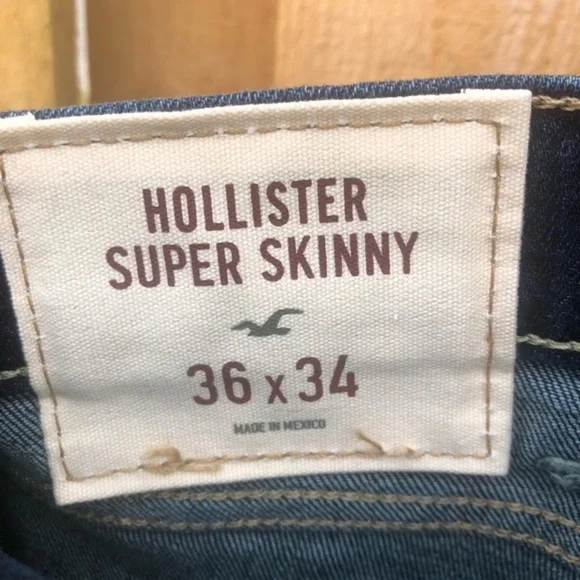 HOLLISTER
SUPER SKINNY
36 x 34
MADE IN MEXICO